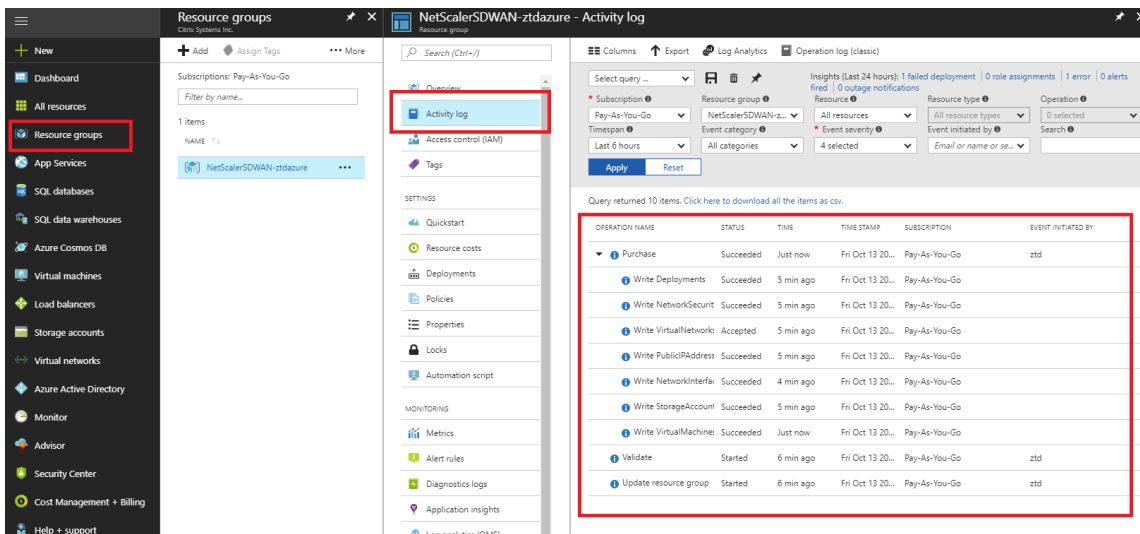 Resource groups
Citrix Systems Inc.
NetScalerSDWAN-ztdazure - Activity log
Resource group
New
Dashboard
All resources
Resource groups
App Services
SQL databases
SQL data warehouses
Azure Cosmos DB
Virtual machines
Load balancers
Storage accounts
Virtual networks
Azure Active Directory
Monitor
Advisor
Security Center
Cost Management + Billing
Help + support
Add Assign Tags ••• More
Subscriptions: Pay-As-You-Go
Filter by name...
1 items
NAME
NetScalerSDWAN-ztdazure •••
Search (Ctrl+/)
Overview
Activity log
Access control (IAM)
Tags
SETTINGS
Quickstart
Resource costs
Deployments
Policies
Properties
Locks
Automation script
MONITORING
Metrics
Alert rules
Diagnostics logs
Application insights
Log analytics (OMS)
Columns Export Log Analytics Operation log (classic)
Select query ...
Insights (Last 24 hours): 1 failed deployment | 0 role assignments | 1 error | 0 alerts
fired | 0 outage notifications
* Subscription Resource group Resource Resource type Operation
Pay-As-You-Go NetScalerSDWAN-z... All resources All resource types 0 selected
Timespan Event category * Event severity Event initiated by Search
Last 6 hours All categories 4 selected Email or name or se...
Apply Reset
Query returned 10 items. Click here to download all the items as csv.
OPERATION NAME STATUS TIME TIME STAMP SUBSCRIPTION EVENT INITIATED BY
Purchase Succeeded Just now Fri Oct 13 20... Pay-As-You-Go ztd
Write Deployments Succeeded 5 min ago Fri Oct 13 20... Pay-As-You-Go
Write NetworkSecurit Succeeded 5 min ago Fri Oct 13 20... Pay-As-You-Go
Write VirtualNetworks Accepted 5 min ago Fri Oct 13 20... Pay-As-You-Go
Write PublicIPAddress Succeeded 5 min ago Fri Oct 13 20... Pay-As-You-Go
Write NetworkInterfac Succeeded 4 min ago Fri Oct 13 20... Pay-As-You-Go
Write StorageAccount Succeeded 5 min ago Fri Oct 13 20... Pay-As-You-Go
Write VirtualMachines Succeeded Just now Fri Oct 13 20... Pay-As-You-Go
Validate Started 6 min ago Fri Oct 13 20... Pay-As-You-Go ztd
Update resource group Started 6 min ago Fri Oct 13 20... Pay-As-You-Go ztd